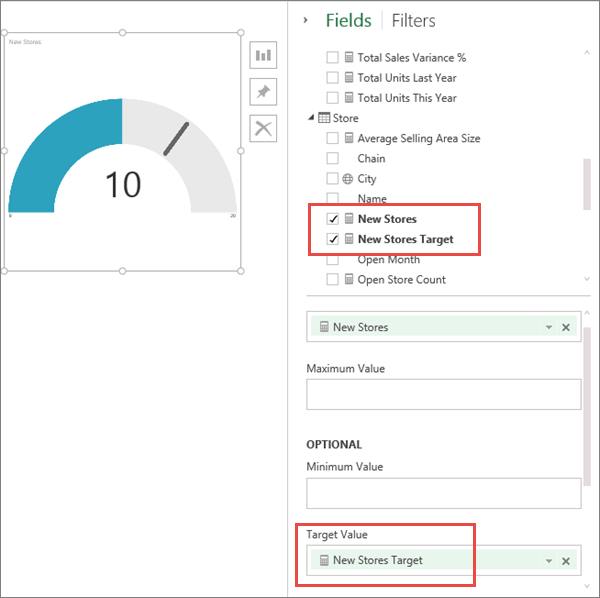 New Stores
10
0
20
Fields
Filters
Total Sales Variance %
Total Units Last Year
Total Units This Year
Store
Average Selling Area Size
Chain
City
Name
New Stores
New Stores Target
Open Month
Open Store Count
New Stores
Maximum Value
OPTIONAL
Minimum Value
Target Value
New Stores Target